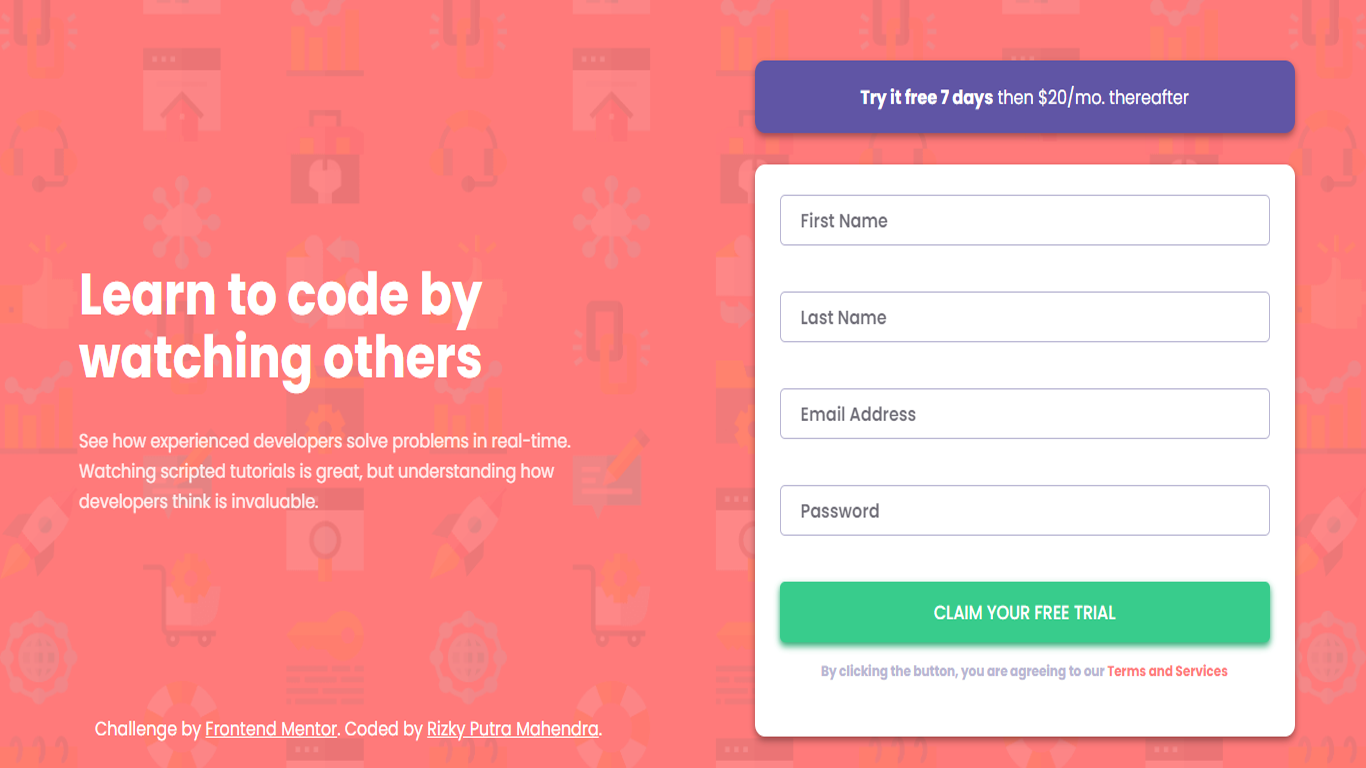 Learn to code by
watching others
See how experienced developers solve problems in real-time.
Watching scripted tutorials is great, but understanding how
developers think is invaluable.
Challenge by Frontend Mentor. Coded by Rizky Putra Mahendra.
Try it free 7 days then $20/mo. thereafter
First Name
Last Name
Email Address
Password
CLAIM YOUR FREE TRIAL
By clicking the button, you are agreeing to our Terms and Services